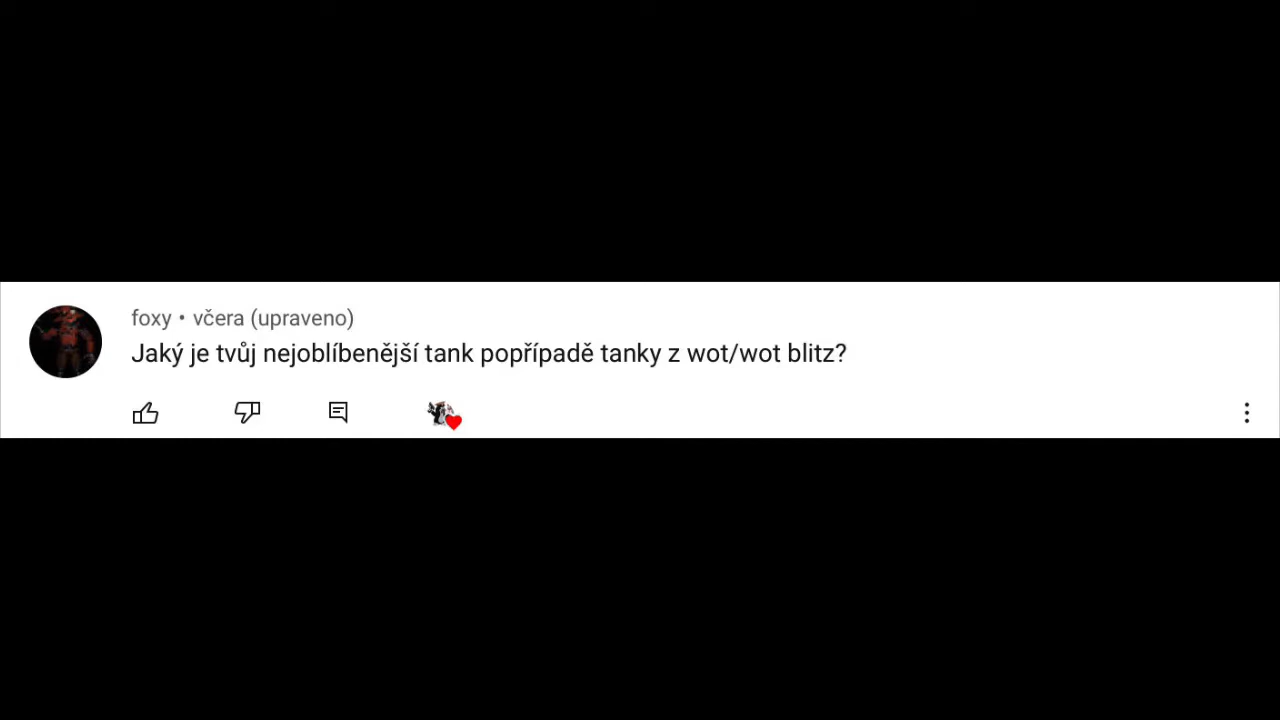 foxy • včera (upraveno)
Jaký je tvůj nejoblíbenější tank popřípadě tanky z wot/wot blitz?